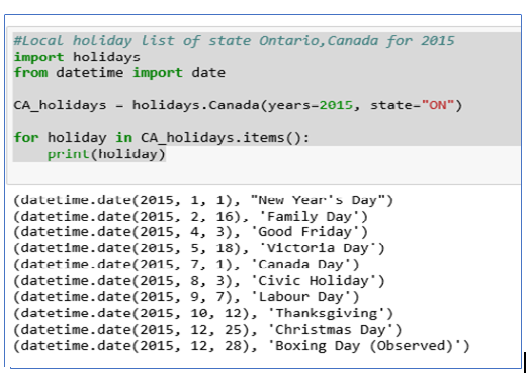 #Local holiday list of state Ontario,Canada for 2015
import holidays
from datetime import date
CA_holidays = holidays.Canada(years=2015, state="ON")
for holiday in CA_holidays.items():
    print(holiday)
(datetime.date(2015, 1, 1), "New Year's Day")
(datetime.date(2015, 2, 16), 'Family Day')
(datetime.date(2015, 4, 3), 'Good Friday')
(datetime.date(2015, 5, 18), 'Victoria Day')
(datetime.date(2015, 7, 1), 'Canada Day')
(datetime.date(2015, 8, 3), 'Civic Holiday')
(datetime.date(2015, 9, 7), 'Labour Day')
(datetime.date(2015, 10, 12), 'Thanksgiving')
(datetime.date(2015, 12, 25), 'Christmas Day')
(datetime.date(2015, 12, 28), 'Boxing Day (Observed)')